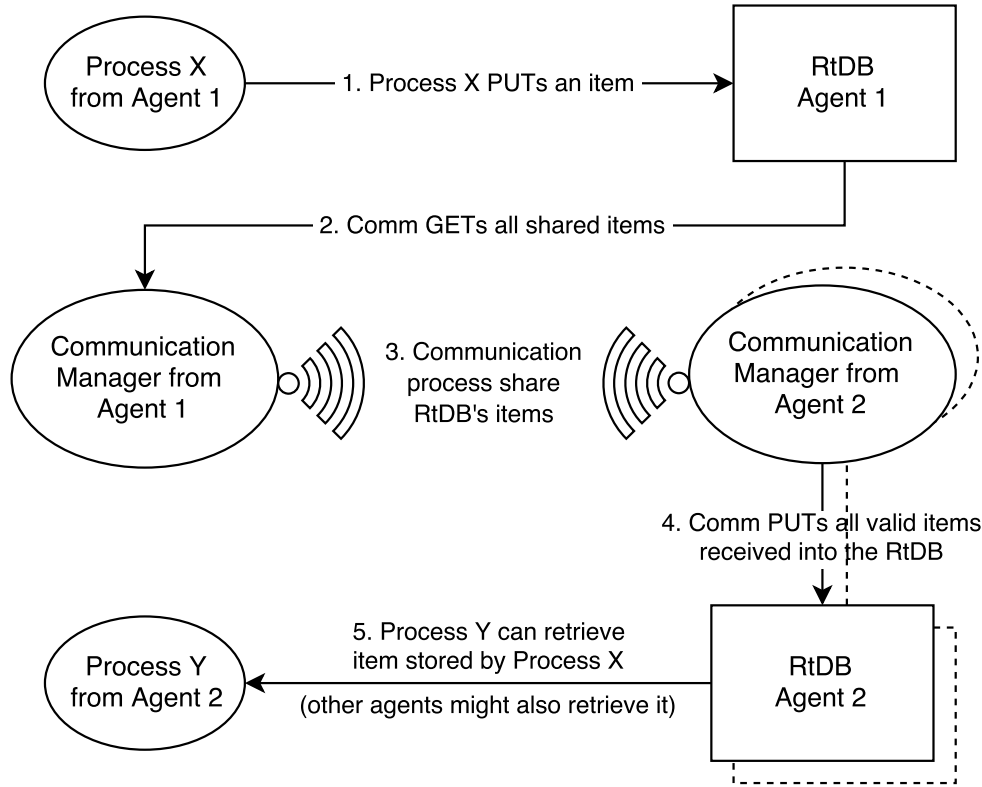 Process X
from Agent 1
1. Process X PUTs an item
RtDB
Agent 1
2. Comm GETs all shared items
Communication
Manager from
Agent 1
3. Communication
process share
RtDB's items
Communication
Manager from
Agent 2
4. Comm PUTs all valid items
received into the RtDB
Process Y
from Agent 2
5. Process Y can retrieve
item stored by Process X
(other agents might also retrieve it)
RtDB
Agent 2